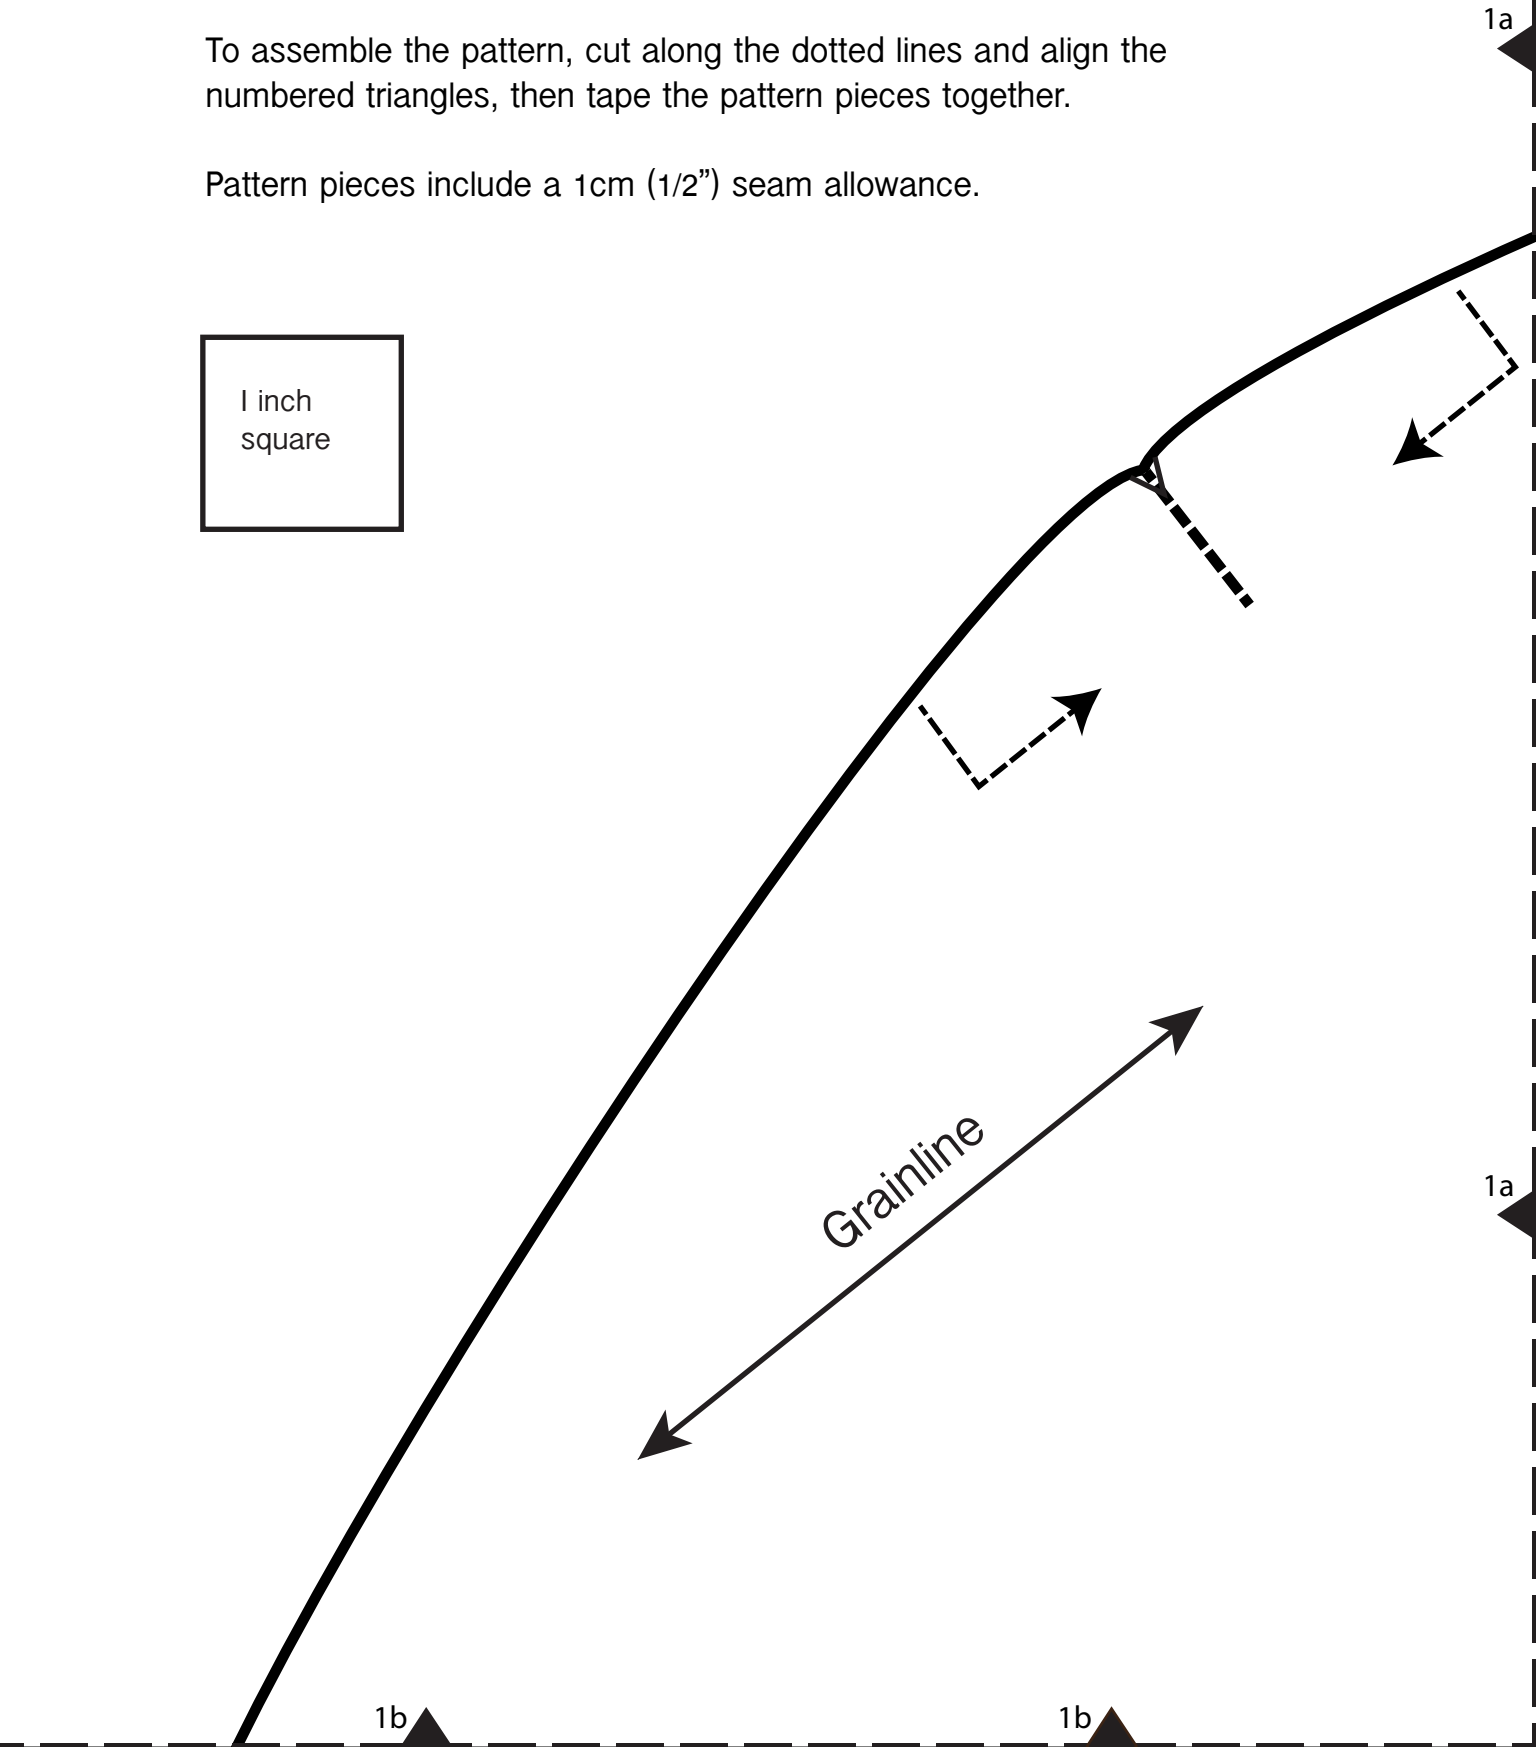 1a
To assemble the pattern, cut along the dotted lines and align the
numbered triangles, then tape the pattern pieces together.
Pattern pieces include a 1cm (1/2”) seam allowance.
I inch
square
Grainline
1a
1b
1b